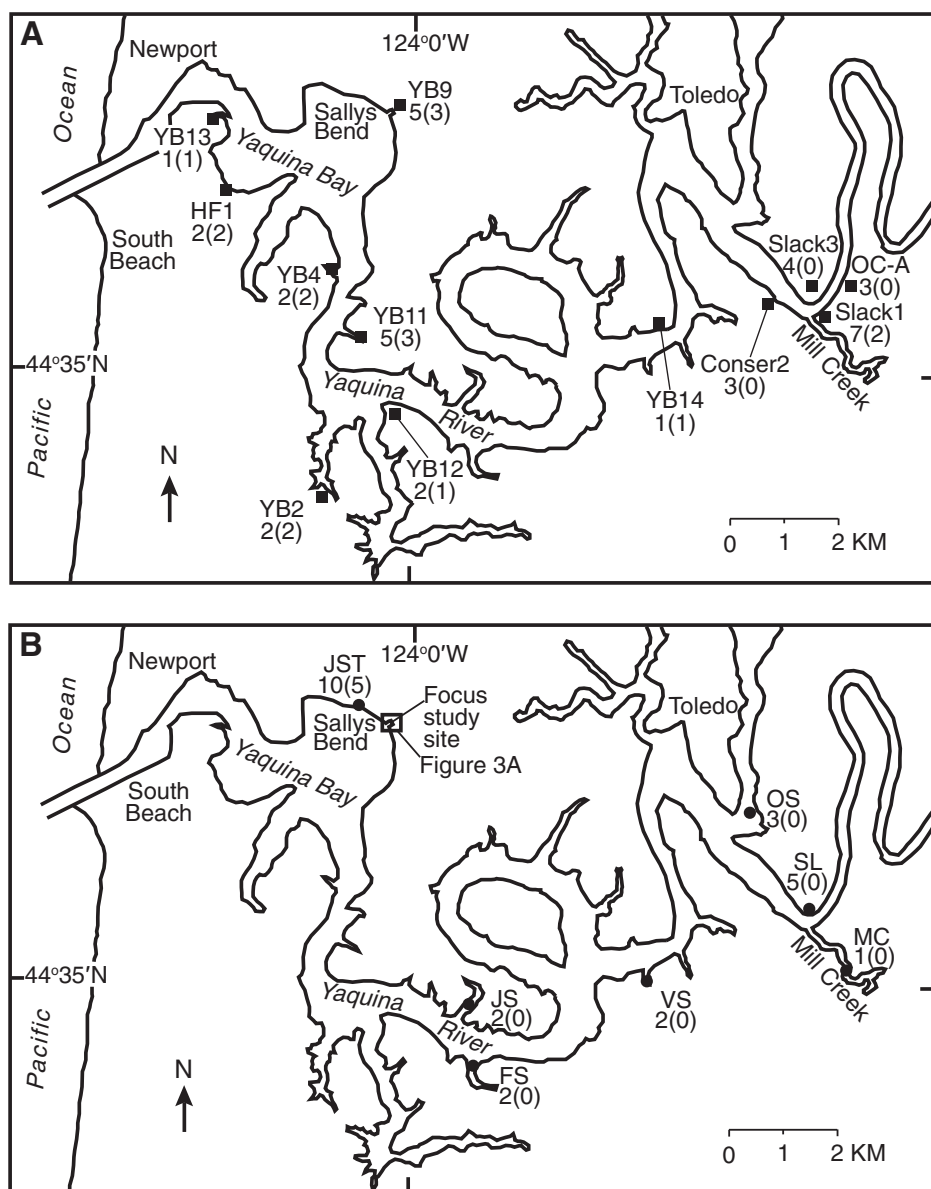 A
124°0′W
Newport
Ocean
YB9
5(3)
Sallys
Bend
Toledo
YB13
1(1)
Yaquina Bay
HF1
2(2)
South
Beach
Slack3
4(0)
OC-A
3(0)
YB4
2(2)
YB11
5(3)
Slack1
7(2)
44°35′N
Conser2
3(0)
Mill Creek
Yaquina
River
YB14
1(1)
Pacific
N
YB12
2(1)
YB2
2(2)
0 1 2 KM
B
124°0′W
Newport
JST
10(5)
Ocean
Focus
study
site
Sallys
Bend
Toledo
Figure 3A
Yaquina Bay
South
Beach
OS
3(0)
SL
5(0)
MC
1(0)
Mill Creek
44°35′N
Yaquina
River
JS
2(0)
VS
2(0)
Pacific
N
FS
2(0)
0 1 2 KM